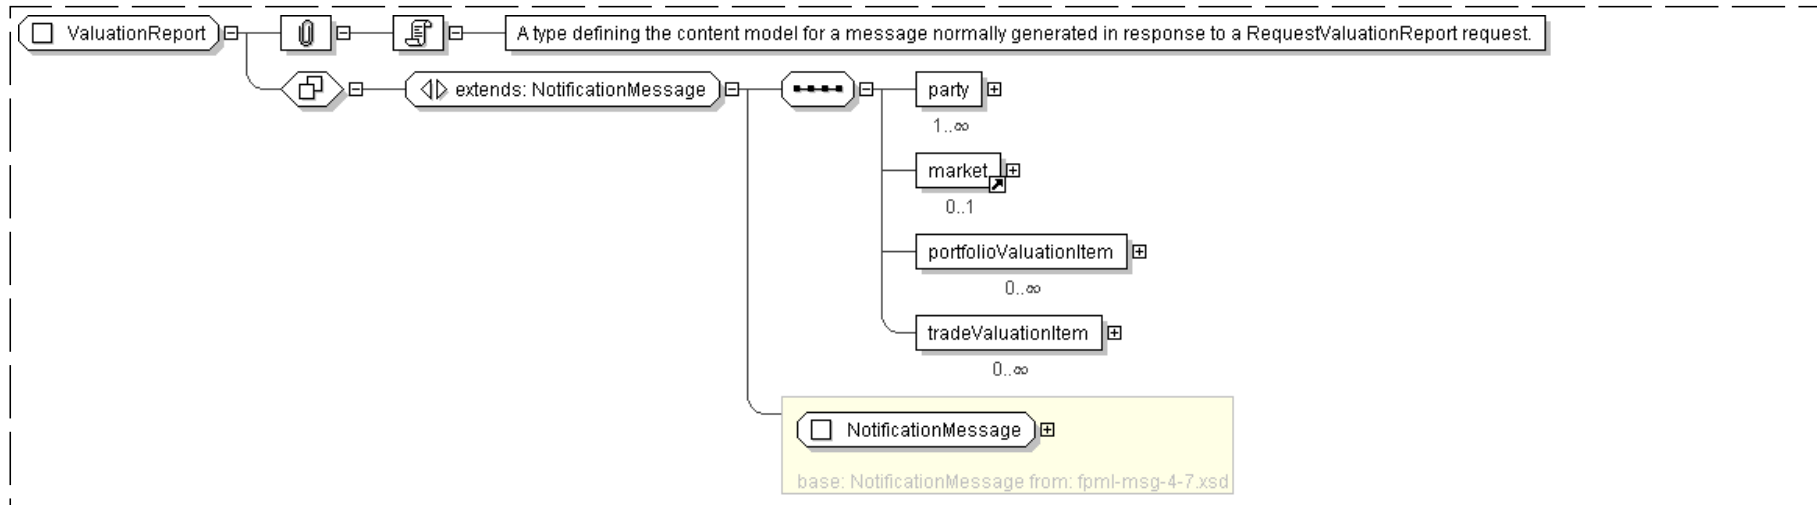 ValuationReport
A type defining the content model for a message normally generated in response to a RequestValuationReport request.
extends: NotificationMessage
party
1..∞
market
0..1
portfolioValuationItem
0..∞
tradeValuationItem
0..∞
NotificationMessage
base: NotificationMessage from: fpml-msg-4-7.xsd